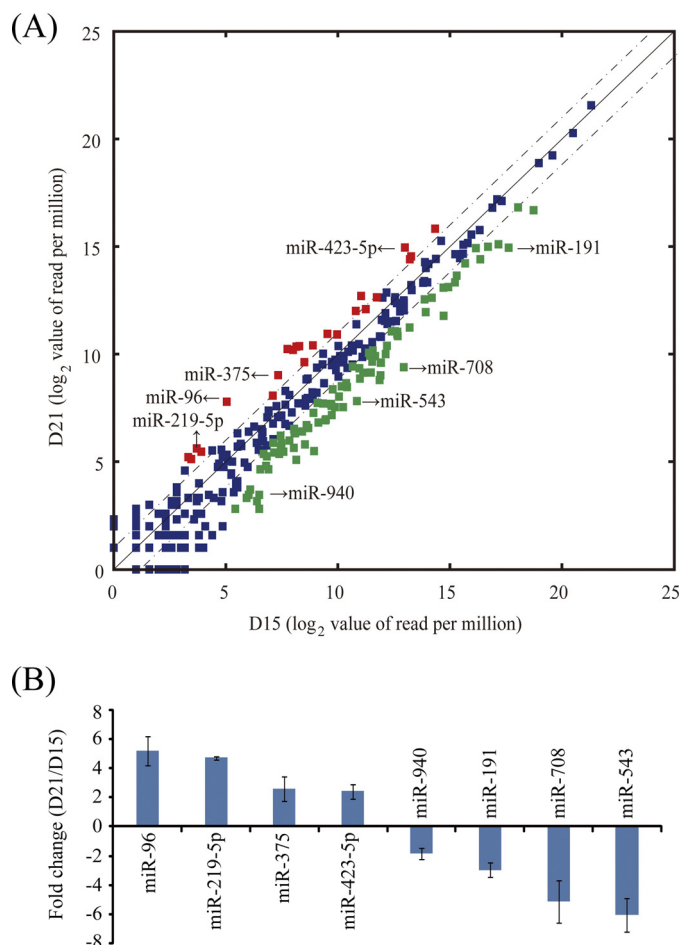 (A)
25
20
15
10
5
0
D21 (log2 value of read per million)
miR-423-5p←
→miR-191
miR-375←
→miR-708
miR-96←
→miR-543
miR-219-5p
↑
→miR-940
0 5 10 15 20 25
D15 (log2 value of read per million)
(B)
8
6
4
2
0
-2
-4
-6
-8
Fold change (D21/D15)
miR-96
miR-219-5p
miR-375
miR-423-5p
miR-940
miR-191
miR-708
miR-543